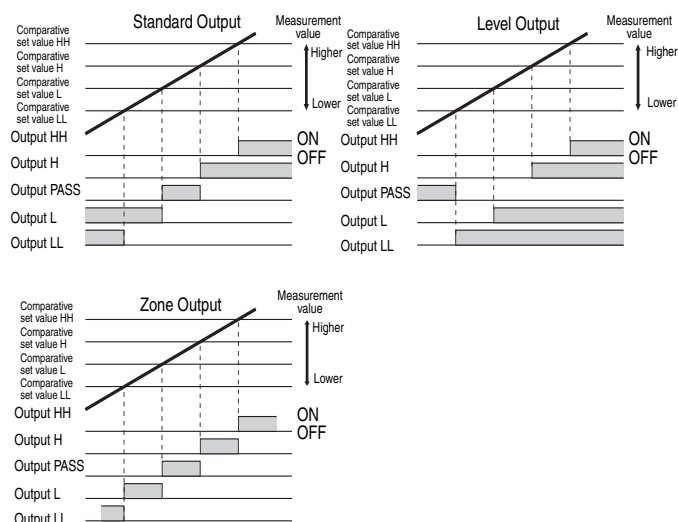 Standard Output
Measurement
value
Comparative
set value HH
Comparative
set value H
Comparative
set value L
Comparative
set value LL
Higher
Lower
Output HH
Output H
Output PASS
Output L
Output LL
ON
OFF
Level Output
Measurement
value
Comparative
set value HH
Comparative
set value H
Comparative
set value L
Comparative
set value LL
Higher
Lower
Output HH
Output H
Output PASS
Output L
Output LL
ON
OFF
Zone Output
Measurement
value
Comparative
set value HH
Comparative
set value H
Comparative
set value L
Comparative
set value LL
Higher
Lower
Output HH
Output H
Output PASS
Output L
Output LL
ON
OFF